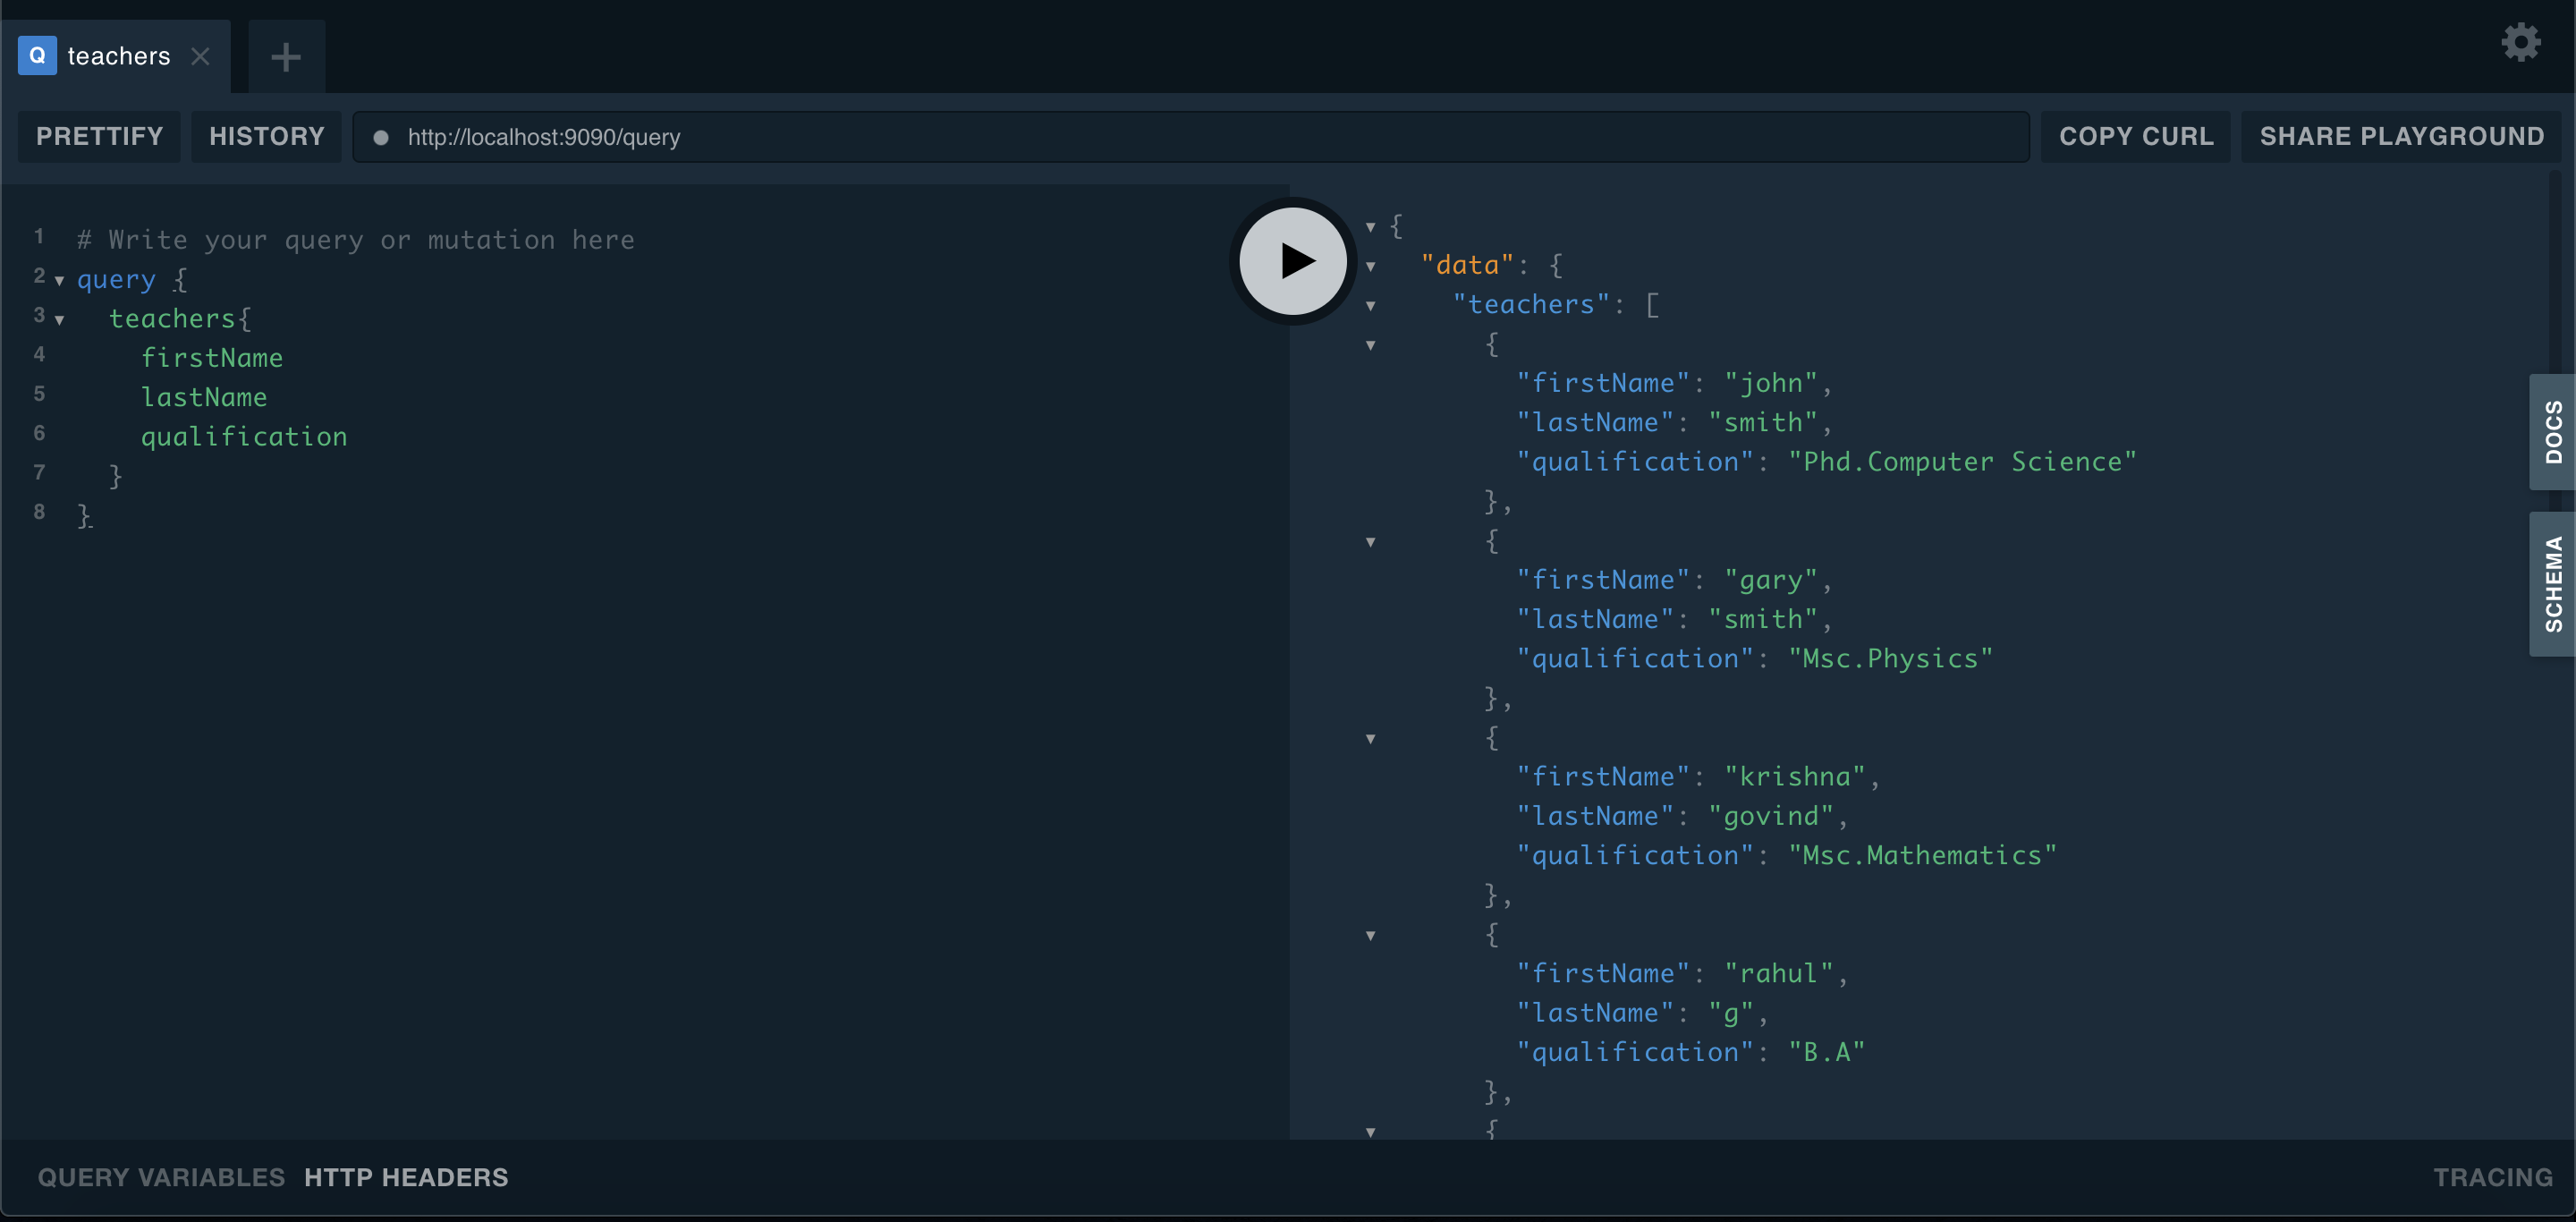 Q teachers
PRETTIFY HISTORY http://localhost:9090/query COPY CURL SHARE PLAYGROUND
1 # Write your query or mutation here
2 query {
3   teachers{
4     firstName
5     lastName
6     qualification
7   }
8 }
{
  "data": {
    "teachers": [
      {
        "firstName": "john",
        "lastName": "smith",
        "qualification": "Phd.Computer Science"
      },
      {
        "firstName": "gary",
        "lastName": "smith",
        "qualification": "Msc.Physics"
      },
      {
        "firstName": "krishna",
        "lastName": "govind",
        "qualification": "Msc.Mathematics"
      },
      {
        "firstName": "rahul",
        "lastName": "g",
        "qualification": "B.A"
      },
      {
DOCS
SCHEMA
QUERY VARIABLES HTTP HEADERS TRACING